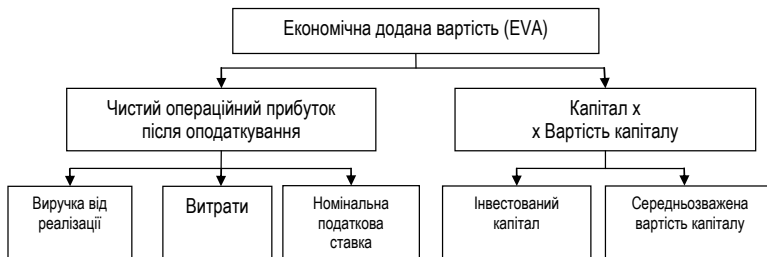 Економічна додана вартість (EVA)
Чистий операційний прибуток
після оподаткування
Капітал х
х Вартість капіталу
Виручка від
реалізації
Витрати
Номінальна
податкова
ставка
Інвестований
капітал
Середньозважена
вартість капіталу